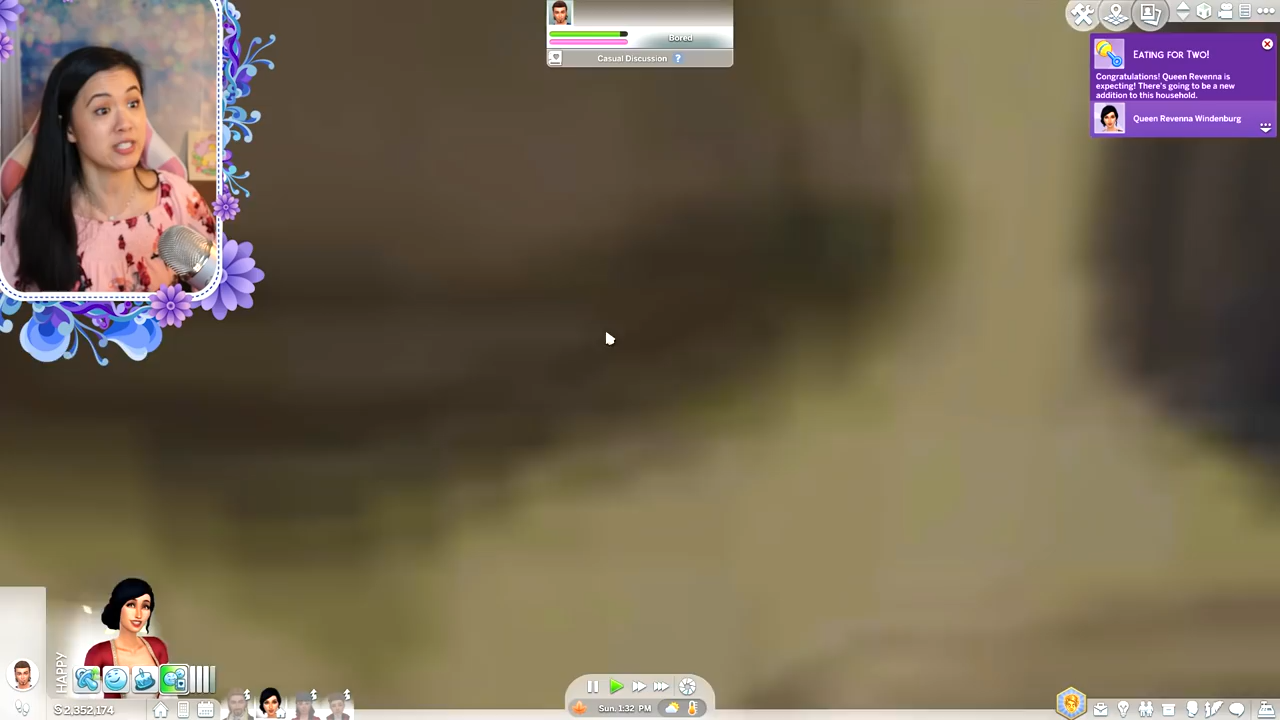 Bored
Casual Discussion ?
EATING FOR TWO!
Congratulations! Queen Revenna is
expecting! There's going to be a new
addition to this household.
Queen Revenna Windenburg
HAPPY
§2,352,174
Sun. 1:32 PM